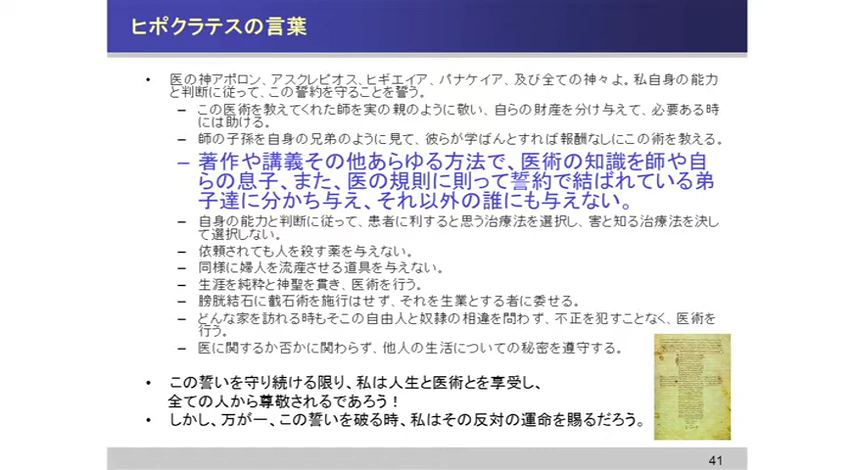 ヒポクラテスの言葉
• 医の神アポロン、アスクレピオス、ヒギエイア、パナケイア、及び全ての神々よ。私自身の能力
と判断に従って、この誓約を守ることを誓う。
– この医術を教えてくれた師を実の親のように敬い、自らの財産を分け与えて、必要ある時
には助ける。
– 師の子孫を自身の兄弟のように見て、彼らが学ばんとすれば報酬なしにこの術を教える。
– 著作や講義その他あらゆる方法で、医術の知識を師や自
らの息子、また、医の規則に則って誓約で結ばれている弟
子達に分かち与え、それ以外の誰にも与えない。
– 自身の能力と判断に従って、患者に利すると思う治療法を選択し、害と知る治療法を決し
て選択しない。
– 依頼されても人を殺す薬を与えない。
– 同様に婦人を流産させる道具を与えない。
– 生涯を純粋と神聖を貫き、医術を行う。
– 膀胱結石に截石術を施行はせず、それを生業とする者に委せる。
– どんな家を訪れる時もそこの自由人と奴隷の相違を問わず、不正を犯すことなく、医術を
行う。
– 医に関するか否かに関わらず、他人の生活についての秘密を遵守する。
• この誓いを守り続ける限り、私は人生と医術とを享受し、
全ての人から尊敬されるであろう！
• しかし、万が一、この誓いを破る時、私はその反対の運命を賜るだろう。
41